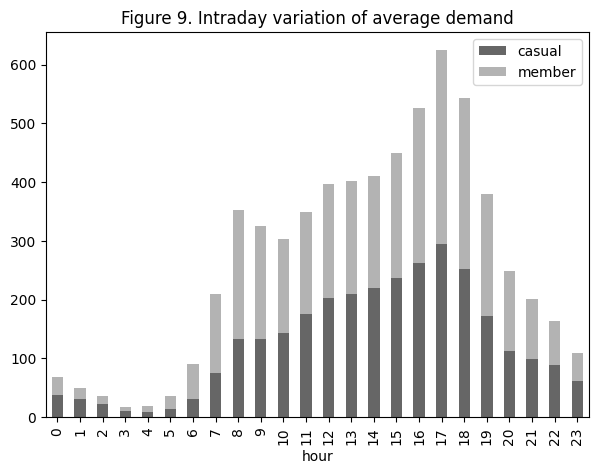 Figure 9. Intraday variation of average demand
casual
member
600
500
400
300
200
100
0
0 1 2 3 4 5 6 7 8 9 10 11 12 13 14 15 16 17 18 19 20 21 22 23
hour